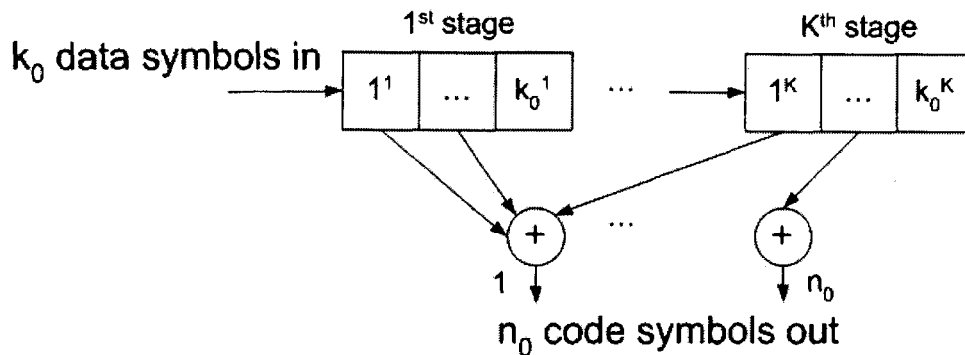 1ˢᵗ stage
Kᵗʰ stage
k₀ data symbols in
1¹ ... k₀¹ ... 1ᴷ ... k₀ᴷ
+ ... +
1 n₀
n₀ code symbols out